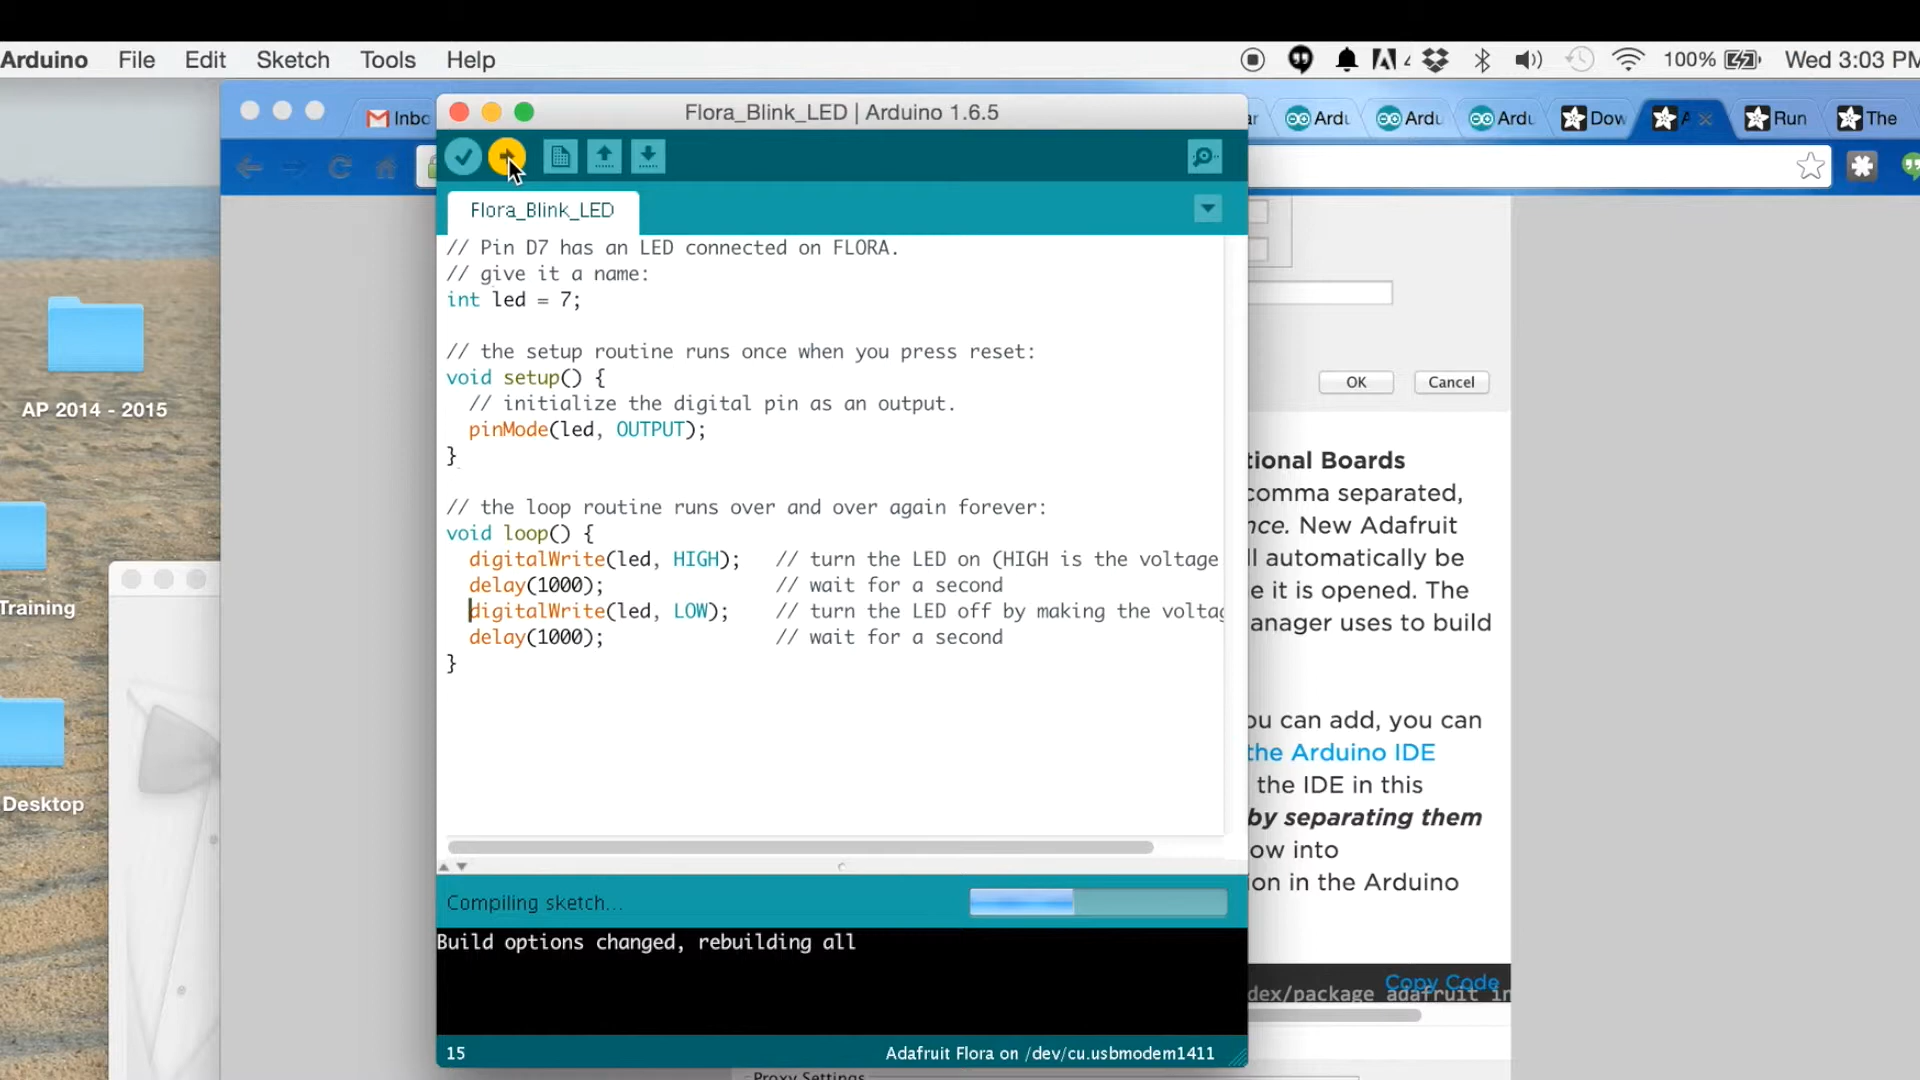 Arduino File Edit Sketch Tools Help 4 100% Wed 3:03 PM
Flora_Blink_LED | Arduino 1.6.5
Inbo
Ardu
Ardu
Ardu
Dow
A
Run
The
Flora_Blink_LED
// Pin D7 has an LED connected on FLORA.
// give it a name:
int led = 7;
// the setup routine runs once when you press reset:
void setup() {
// initialize the digital pin as an output.
pinMode(led, OUTPUT);
}
// the loop routine runs over and over again forever:
void loop() {
digitalWrite(led, HIGH);   // turn the LED on (HIGH is the voltage
delay(1000);               // wait for a second
digitalWrite(led, LOW);    // turn the LED off by making the voltag
delay(1000);               // wait for a second
}
Compiling sketch...
Build options changed, rebuilding all
15
Adafruit Flora on /dev/cu.usbmodem1411
AP 2014 - 2015
Training
Desktop
OK
Cancel
tional Boards
comma separated,
nce. New Adafruit
ll automatically be
e it is opened. The
anager uses to build
ou can add, you can
the Arduino IDE
the IDE in this
by separating them
ow into
ion in the Arduino
Copy Code
dex/package_adafruit_in
Proxy Settings